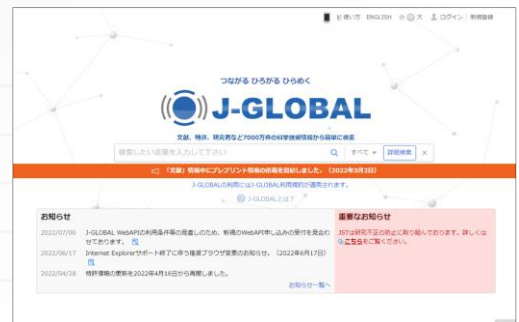 使い方 ENGLISH 小 大 ログイン 新規登録
つながる ひろがる ひらめく
J-GLOBAL
文献、特許、研究者など7000万件の科学技術情報から簡単に検索
検索したい言葉を入力して下さい すべて 詳細検索 ×
「文献」情報中にプレプリント情報の搭載を開始しました。（2022年3月2日）
J-GLOBALの利用にはJ-GLOBAL利用規約が適用されます。
J-GLOBALとは？
お知らせ
2022/07/06 J-GLOBAL WebAPIの利用条件等の見直しのため、新規のWebAPI申し込みの受付を見合わ
せております。
2022/06/17 Internet Explorerサポート終了に伴う推奨ブラウザ変更のお知らせ。（2022年6月17日）
2022/04/28 特許情報の更新を2022年4月16日から再開しました。
お知らせ一覧へ
重要なお知らせ
JSTは研究不正の防止に取り組んでおります。詳しくは
こちらをご覧ください。